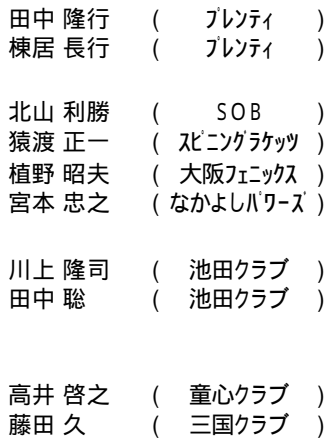 田中 隆行 ( プレンティ )
棟居 長行 ( プレンティ )
北山 利勝 ( SOB )
猿渡 正一 ( スピニングラケッツ )
植野 昭夫 ( 大阪フェニックス )
宮本 忠之 ( なかよしパワーズ )
川上 隆司 ( 池田クラブ )
田中 聡 ( 池田クラブ )
高井 啓之 ( 童心クラブ )
藤田 久 ( 三国クラブ )